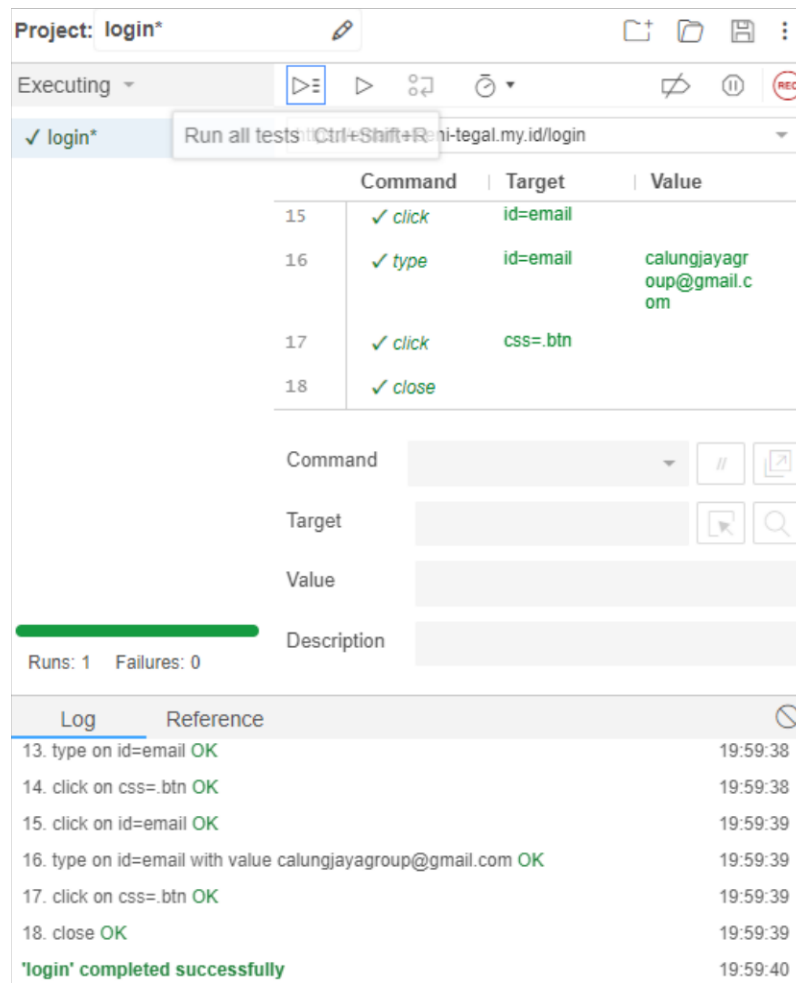 Project: login*
Executing
REC
✓ login*
Run all tests Ctrl+Shift+R
ni-tegal.my.id/login
Command Target Value
15 ✓ click id=email
16 ✓ type id=email calungjayagr
oup@gmail.c
om
17 ✓ click css=.btn
18 ✓ close
Command
//
Target
Value
Description
Runs: 1 Failures: 0
Log Reference
13. type on id=email OK 19:59:38
14. click on css=.btn OK 19:59:38
15. click on id=email OK 19:59:39
16. type on id=email with value calungjayagroup@gmail.com OK 19:59:39
17. click on css=.btn OK 19:59:39
18. close OK 19:59:39
'login' completed successfully 19:59:40